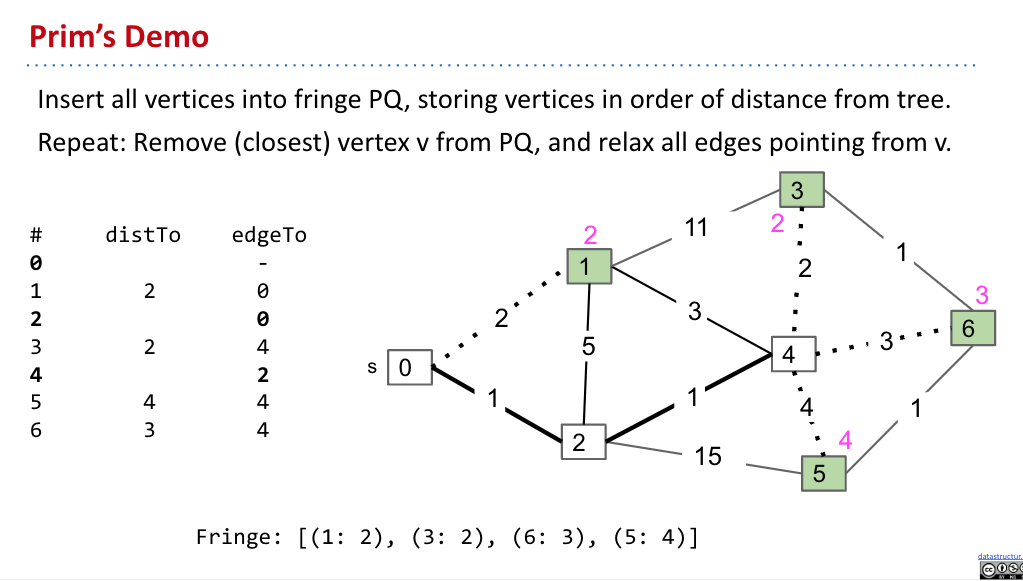 Prim's Demo
Insert all vertices into fringe PQ, storing vertices in order of distance from tree.
Repeat: Remove (closest) vertex v from PQ, and relax all edges pointing from v.
# distTo edgeTo
0 -
1 2 0
2 0
3 2 4
4 2
5 4 4
6 3 4
3
2
11
2
1
1
2
3
2
3
6
5
3
4
s 0
1
1
4
1
2
15
4
5
Fringe: [(1: 2), (3: 2), (6: 3), (5: 4)]
datastructur.
CC
BY NC